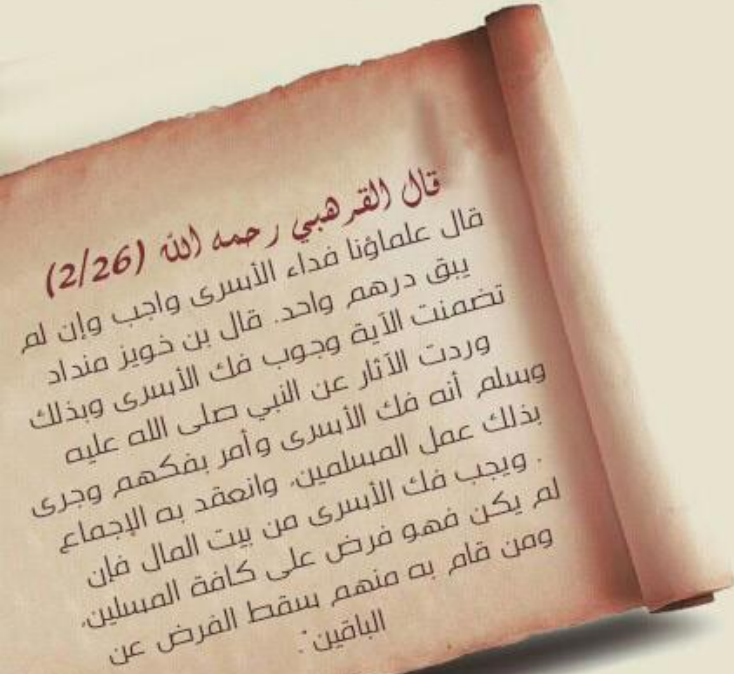 قال القرهبي رحمه الله (2/26)
قال علماؤنا فداء الأسرى واجب وإن لم
يبق درهم واحد. قال بن خويز منداد
تضمنت الآية وجوب فك الأسرى وبذلك
وردت الآثار عن النبي صلى الله عليه
وسلم أنه فك الأسرى وأمر بفكهم وجرى
بذلك عمل المسلمين، وانعقد به الإجماع
. ويجب فك الأسرى من بيت المال فإن
لم يكن فهو فرض على كافة المسلين،
ومن قام به منهم سقط الفرض عن
الباقين".